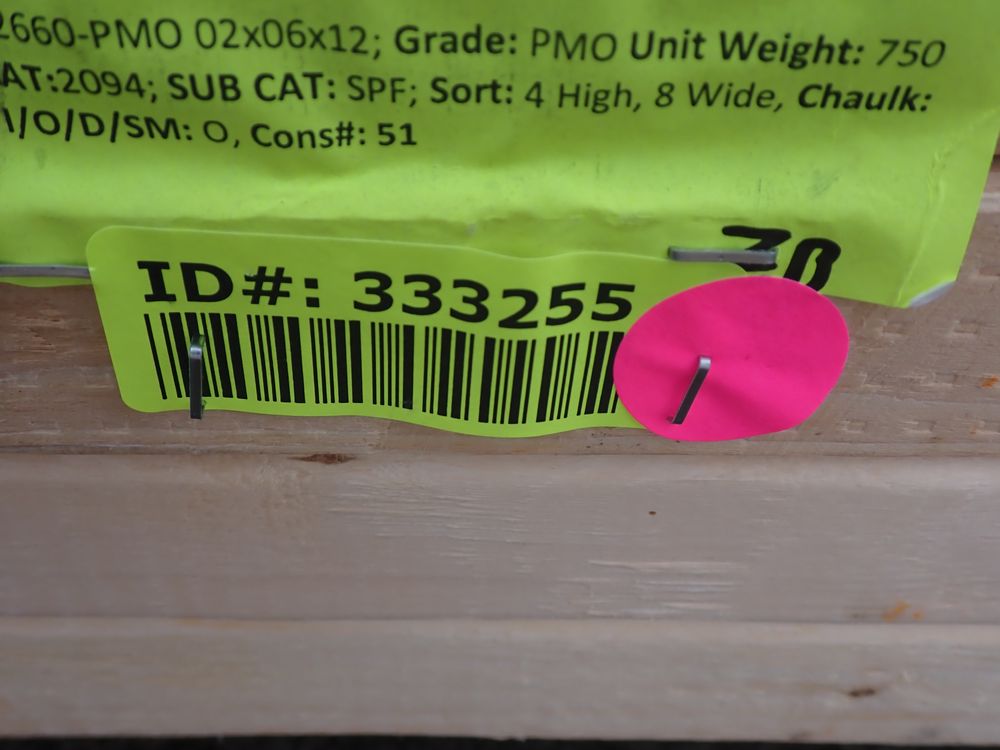 2660-PMO 02x06x12; Grade: PMO Unit Weight: 750
AT:2094; SUB CAT: SPF; Sort: 4 High, 8 Wide, Chaulk:
I/O/D/SM: O, Cons#: 51
ID#: 333255